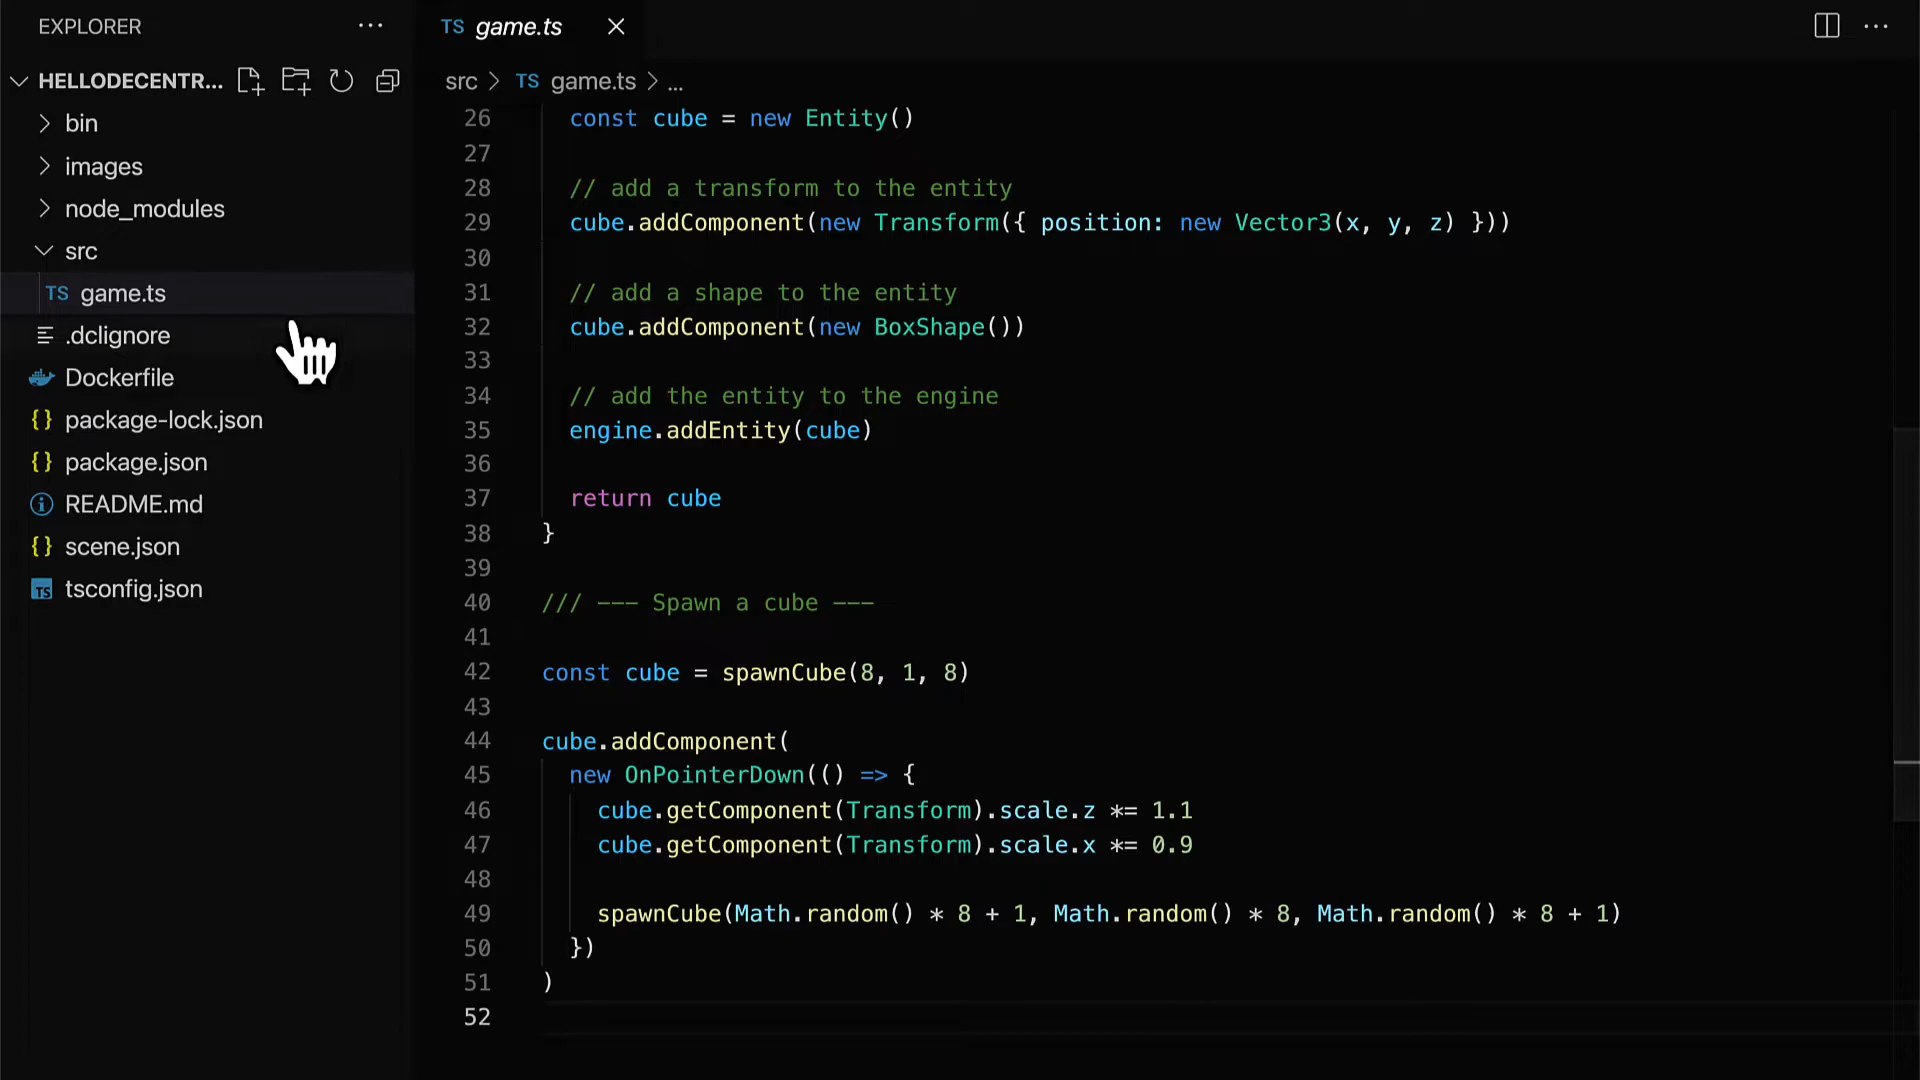 EXPLORER
HELLODECENTR...
bin
images
node_modules
src
TS game.ts
.dclignore
Dockerfile
package-lock.json
package.json
README.md
scene.json
TS tsconfig.json
TS game.ts
src > TS game.ts > ...
26 const cube = new Entity()
27
28 // add a transform to the entity
29 cube.addComponent(new Transform({ position: new Vector3(x, y, z) }))
30
31 // add a shape to the entity
32 cube.addComponent(new BoxShape())
33
34 // add the entity to the engine
35 engine.addEntity(cube)
36
37 return cube
38 }
39
40 /// --- Spawn a cube ---
41
42 const cube = spawnCube(8, 1, 8)
43
44 cube.addComponent(
45 new OnPointerDown(() => {
46 cube.getComponent(Transform).scale.z *= 1.1
47 cube.getComponent(Transform).scale.x *= 0.9
48
49 spawnCube(Math.random() * 8 + 1, Math.random() * 8, Math.random() * 8 + 1)
50 })
51 )
52